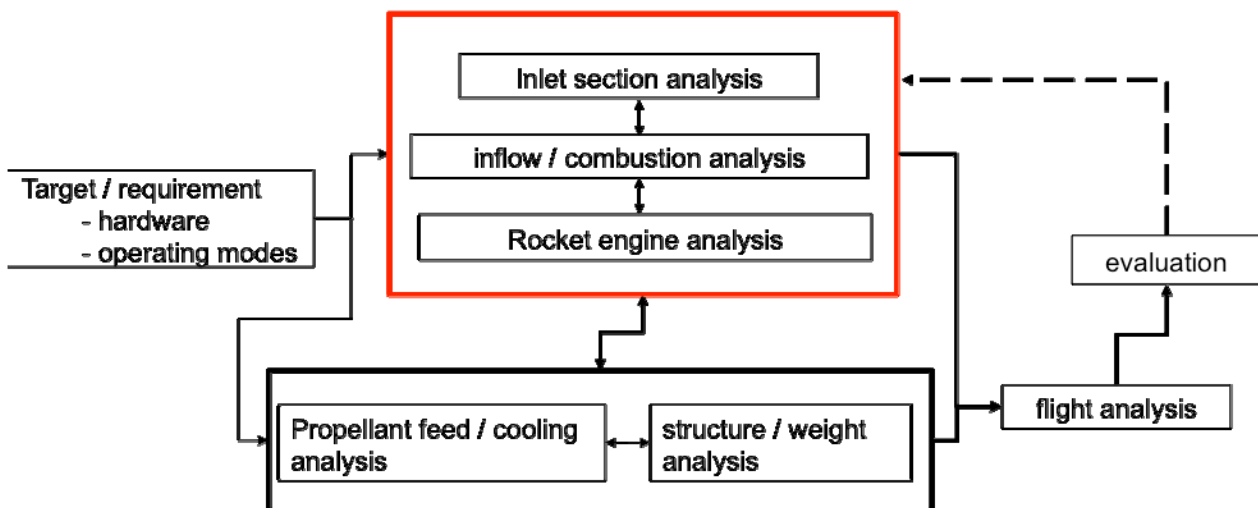 Inlet section analysis
inflow / combustion analysis
Rocket engine analysis
Target / requirement
- hardware
- operating modes
evaluation
flight analysis
Propellant feed / cooling
analysis
structure / weight
analysis